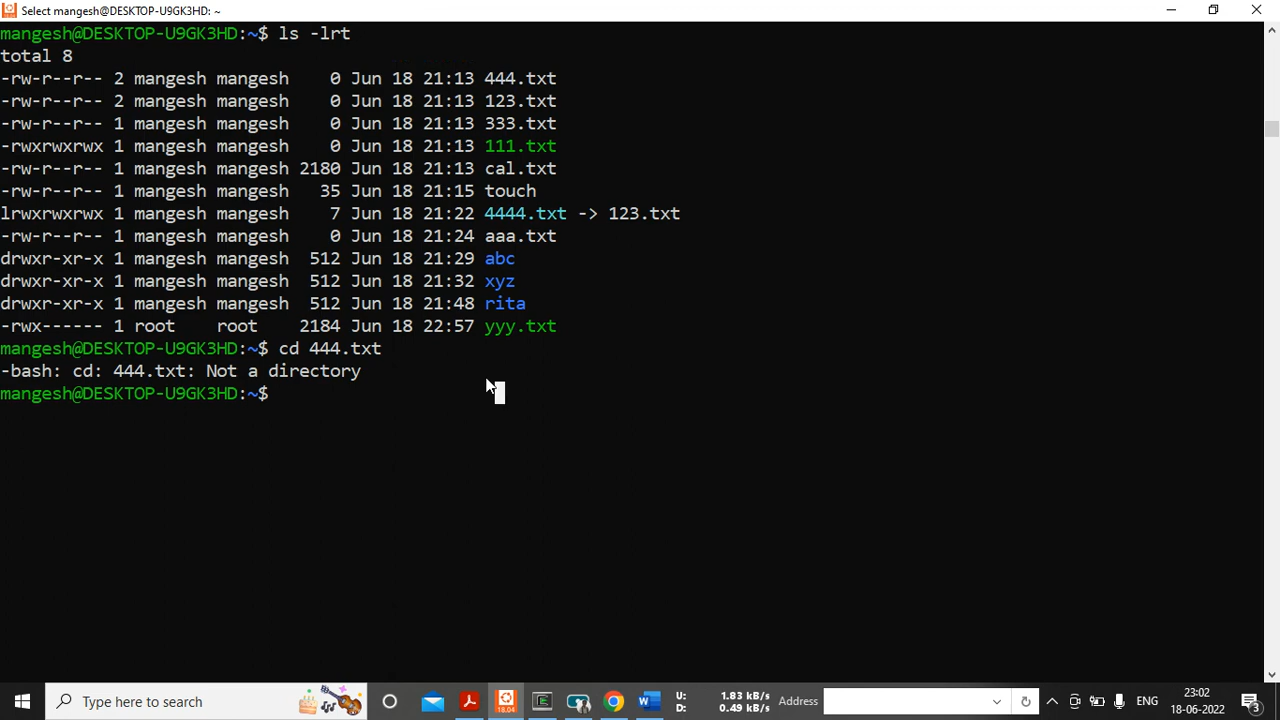 Select mangesh@DESKTOP-U9GK3HD: ~
mangesh@DESKTOP-U9GK3HD:~$ ls -lrt
total 8
-rw-r--r-- 2 mangesh mangesh    0 Jun 18 21:13 444.txt
-rw-r--r-- 2 mangesh mangesh    0 Jun 18 21:13 123.txt
-rw-r--r-- 1 mangesh mangesh    0 Jun 18 21:13 333.txt
-rwxrwxrwx 1 mangesh mangesh    0 Jun 18 21:13 111.txt
-rw-r--r-- 1 mangesh mangesh 2180 Jun 18 21:13 cal.txt
-rw-r--r-- 1 mangesh mangesh   35 Jun 18 21:15 touch
lrwxrwxrwx 1 mangesh mangesh    7 Jun 18 21:22 4444.txt -> 123.txt
-rw-r--r-- 1 mangesh mangesh    0 Jun 18 21:24 aaa.txt
drwxr-xr-x 1 mangesh mangesh  512 Jun 18 21:29 abc
drwxr-xr-x 1 mangesh mangesh  512 Jun 18 21:32 xyz
drwxr-xr-x 1 mangesh mangesh  512 Jun 18 21:48 rita
-rwx------ 1 root    root    2184 Jun 18 22:57 yyy.txt
mangesh@DESKTOP-U9GK3HD:~$ cd 444.txt
-bash: cd: 444.txt: Not a directory
mangesh@DESKTOP-U9GK3HD:~$
Type here to search
18.04
U: 1.83 kB/s
D: 0.49 kB/s
Address
ENG
23:02
18-06-2022
3